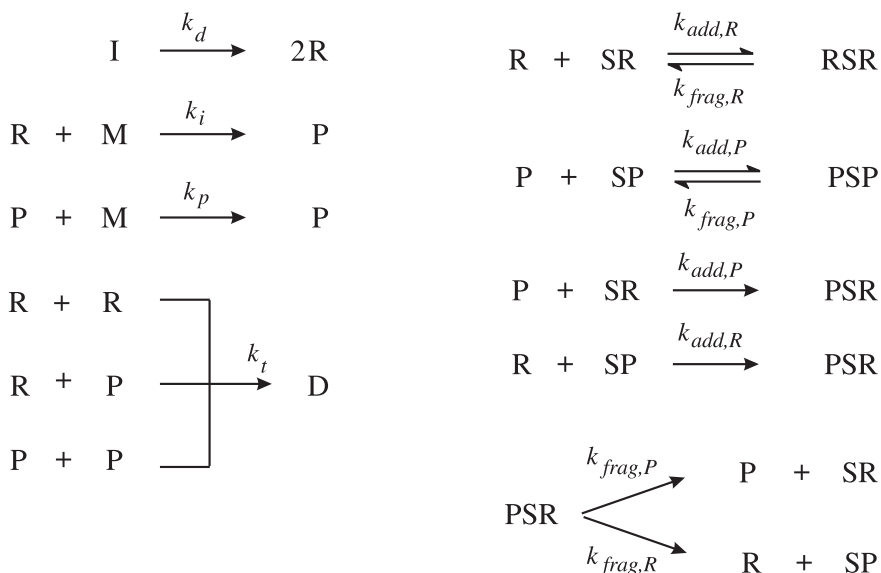 k_d
I 2R
k_i
R + M P
k_p
P + M P
R + R
k_t
R + P D
P + P
k_add,R
R + SR RSR
k_frag,R
k_add,P
P + SP PSP
k_frag,P
k_add,P
P + SR PSR
k_add,R
R + SP PSR
k_frag,P
P + SR
PSR
k_frag,R
R + SP